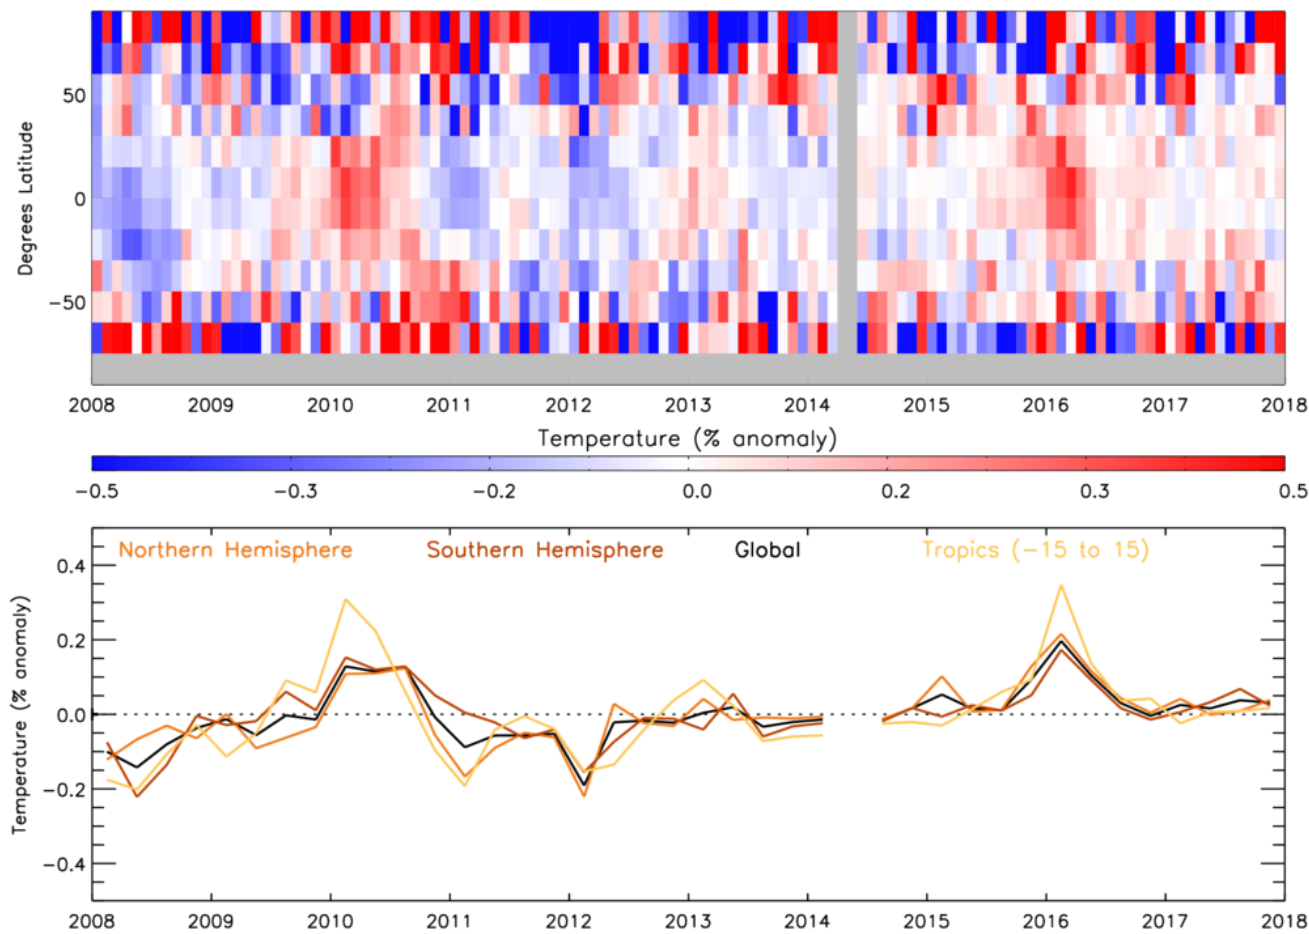 50
0
−50
Degrees Latitude
2008 2009 2010 2011 2012 2013 2014 2015 2016 2017 2018
Temperature (% anomaly)
−0.5 −0.3 −0.2 0.0 0.2 0.3 0.5
Northern Hemisphere Southern Hemisphere Global Tropics (−15 to 15)
0.4
0.2
0.0
−0.2
−0.4
Temperature (% anomaly)
2008 2009 2010 2011 2012 2013 2014 2015 2016 2017 2018